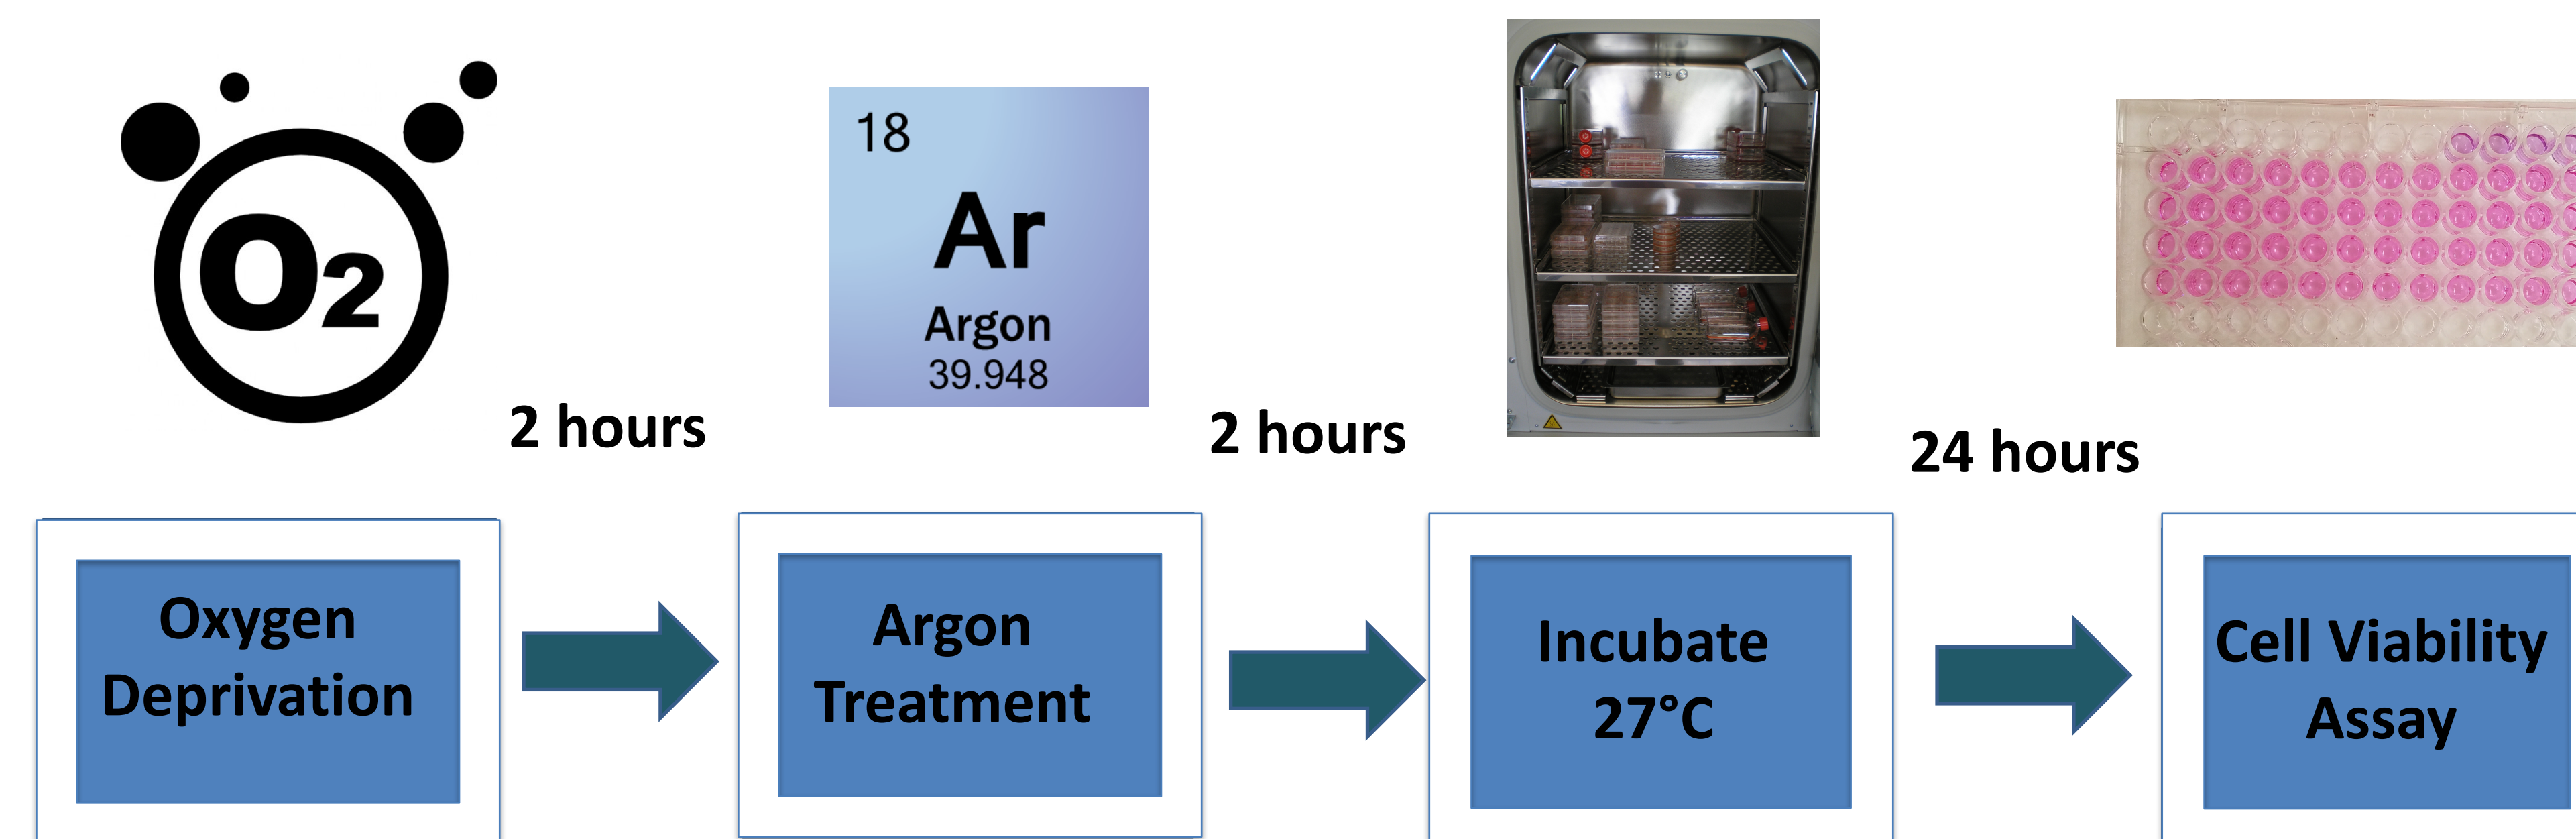 O2
18
Ar
Argon
39.948
2 hours
2 hours
24 hours
Oxygen
Deprivation
Argon
Treatment
Incubate
27°C
Cell Viability
Assay